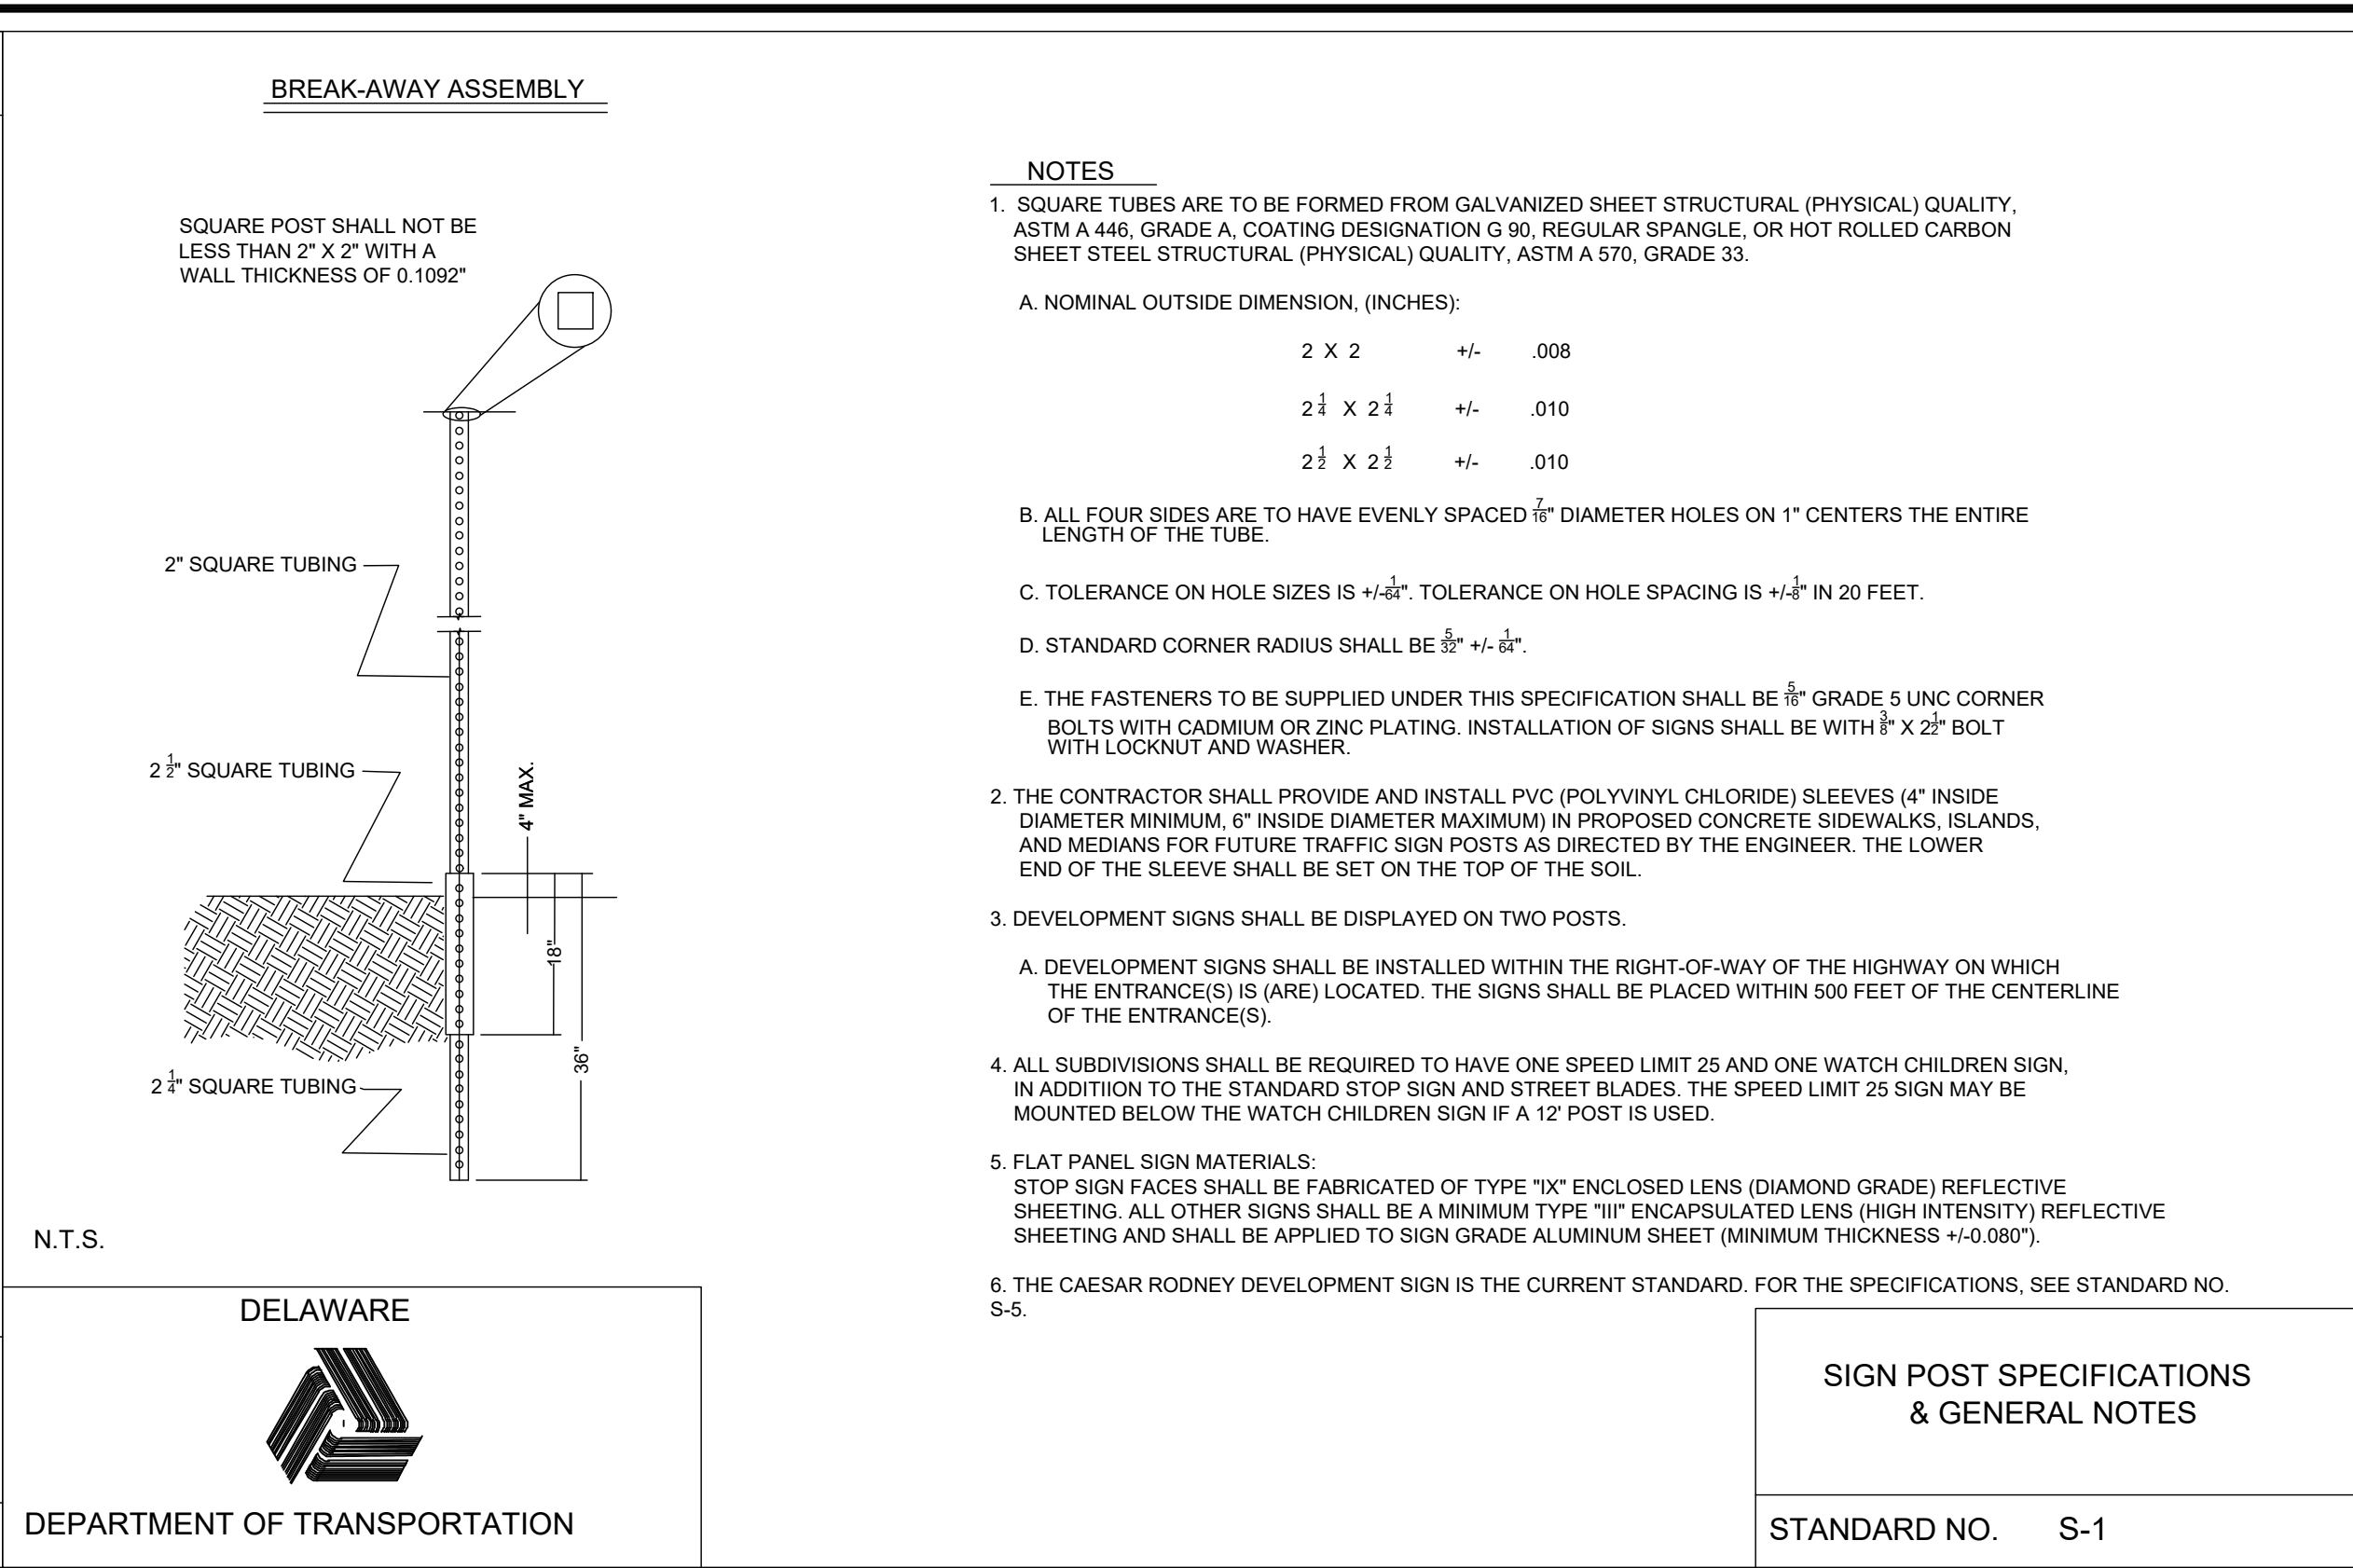 BREAK-AWAY ASSEMBLY
SQUARE POST SHALL NOT BE
LESS THAN 2" X 2" WITH A
WALL THICKNESS OF 0.1092"
2" SQUARE TUBING
2 1/2" SQUARE TUBING
4" MAX.
18"
36"
2 1/4" SQUARE TUBING
N.T.S.
NOTES
1. SQUARE TUBES ARE TO BE FORMED FROM GALVANIZED SHEET STRUCTURAL (PHYSICAL) QUALITY,
ASTM A 446, GRADE A, COATING DESIGNATION G 90, REGULAR SPANGLE, OR HOT ROLLED CARBON
SHEET STEEL STRUCTURAL (PHYSICAL) QUALITY, ASTM A 570, GRADE 33.
A. NOMINAL OUTSIDE DIMENSION, (INCHES):
2 X 2 +/- .008
2 1/4 X 2 1/4 +/- .010
2 1/2 X 2 1/2 +/- .010
B. ALL FOUR SIDES ARE TO HAVE EVENLY SPACED 7/16" DIAMETER HOLES ON 1" CENTERS THE ENTIRE
LENGTH OF THE TUBE.
C. TOLERANCE ON HOLE SIZES IS +/-1/64". TOLERANCE ON HOLE SPACING IS +/-1/8" IN 20 FEET.
D. STANDARD CORNER RADIUS SHALL BE 5/32" +/- 1/64".
E. THE FASTENERS TO BE SUPPLIED UNDER THIS SPECIFICATION SHALL BE 5/16" GRADE 5 UNC CORNER
BOLTS WITH CADMIUM OR ZINC PLATING. INSTALLATION OF SIGNS SHALL BE WITH 3/8" X 2 1/2" BOLT
WITH LOCKNUT AND WASHER.
2. THE CONTRACTOR SHALL PROVIDE AND INSTALL PVC (POLYVINYL CHLORIDE) SLEEVES (4" INSIDE
DIAMETER MINIMUM, 6" INSIDE DIAMETER MAXIMUM) IN PROPOSED CONCRETE SIDEWALKS, ISLANDS,
AND MEDIANS FOR FUTURE TRAFFIC SIGN POSTS AS DIRECTED BY THE ENGINEER. THE LOWER
END OF THE SLEEVE SHALL BE SET ON THE TOP OF THE SOIL.
3. DEVELOPMENT SIGNS SHALL BE DISPLAYED ON TWO POSTS.
A. DEVELOPMENT SIGNS SHALL BE INSTALLED WITHIN THE RIGHT-OF-WAY OF THE HIGHWAY ON WHICH
THE ENTRANCE(S) IS (ARE) LOCATED. THE SIGNS SHALL BE PLACED WITHIN 500 FEET OF THE CENTERLINE
OF THE ENTRANCE(S).
4. ALL SUBDIVISIONS SHALL BE REQUIRED TO HAVE ONE SPEED LIMIT 25 AND ONE WATCH CHILDREN SIGN,
IN ADDITIION TO THE STANDARD STOP SIGN AND STREET BLADES. THE SPEED LIMIT 25 SIGN MAY BE
MOUNTED BELOW THE WATCH CHILDREN SIGN IF A 12' POST IS USED.
5. FLAT PANEL SIGN MATERIALS:
STOP SIGN FACES SHALL BE FABRICATED OF TYPE "IX" ENCLOSED LENS (DIAMOND GRADE) REFLECTIVE
SHEETING. ALL OTHER SIGNS SHALL BE A MINIMUM TYPE "III" ENCAPSULATED LENS (HIGH INTENSITY) REFLECTIVE
SHEETING AND SHALL BE APPLIED TO SIGN GRADE ALUMINUM SHEET (MINIMUM THICKNESS +/-0.080").
6. THE CAESAR RODNEY DEVELOPMENT SIGN IS THE CURRENT STANDARD. FOR THE SPECIFICATIONS, SEE STANDARD NO.
S-5.
DELAWARE
DEPARTMENT OF TRANSPORTATION
SIGN POST SPECIFICATIONS
& GENERAL NOTES
STANDARD NO. S-1